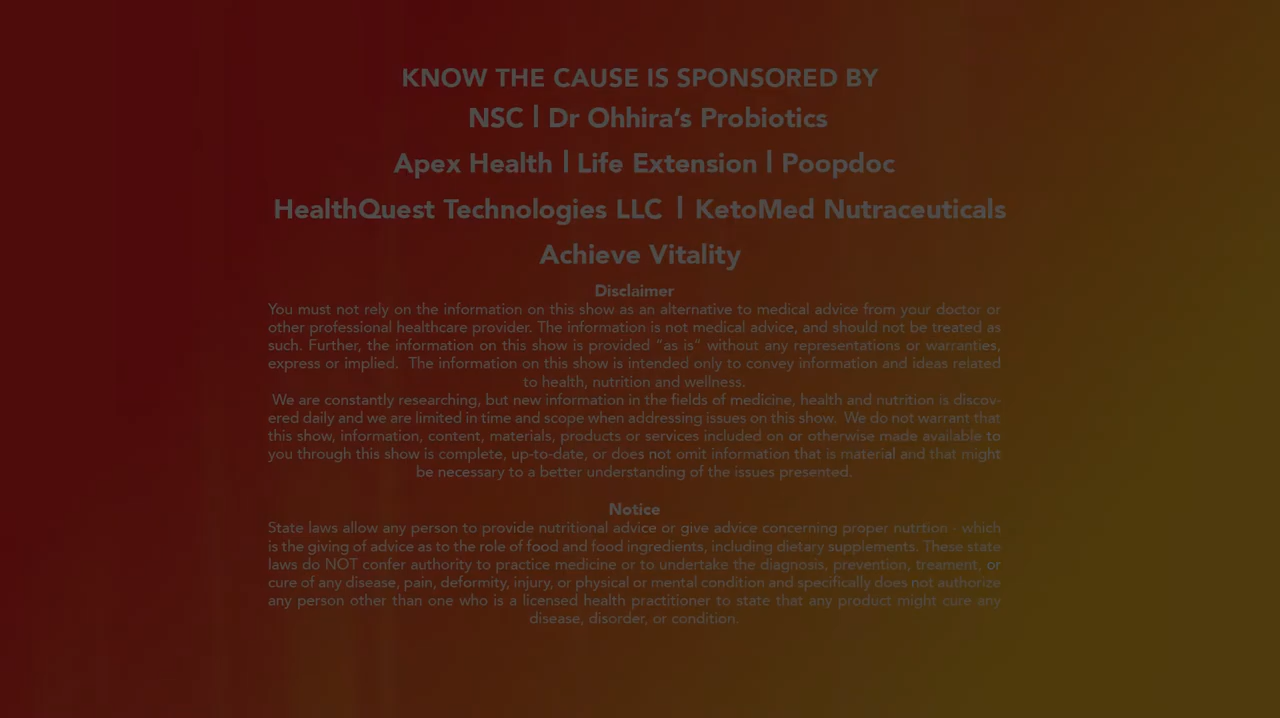 KNOW THE CAUSE IS SPONSORED BY
NSC | Dr Ohhira's Probiotics
Apex Health | Life Extension | Poopdoc
HealthQuest Technologies LLC | KetoMed Nutraceuticals
Achieve Vitality
Disclaimer
You must not rely on the information on this show as an alternative to medical advice from your doctor or
other professional healthcare provider. The information is not medical advice, and should not be treated as
such. Further, the information on this show is provided "as is" without any representations or warranties,
express or implied.  The information on this show is intended only to convey information and ideas related
to health, nutrition and wellness.
We are constantly researching, but new information in the fields of medicine, health and nutrition is discov-
ered daily and we are limited in time and scope when addressing issues on this show.  We do not warrant that
this show, information, content, materials, products or services included on or otherwise made available to
you through this show is complete, up-to-date, or does not omit information that is material and that might
be necessary to a better understanding of the issues presented.
Notice
State laws allow any person to provide nutritional advice or give advice concerning proper nutrtion - which
is the giving of advice as to the role of food and food ingredients, including dietary supplements. These state
laws do NOT confer authority to practice medicine or to undertake the diagnosis, prevention, treament, or
cure of any disease, pain, deformity, injury, or physical or mental condition and specifically does not authorize
any person other than one who is a licensed health practitioner to state that any product might cure any
disease, disorder, or condition.